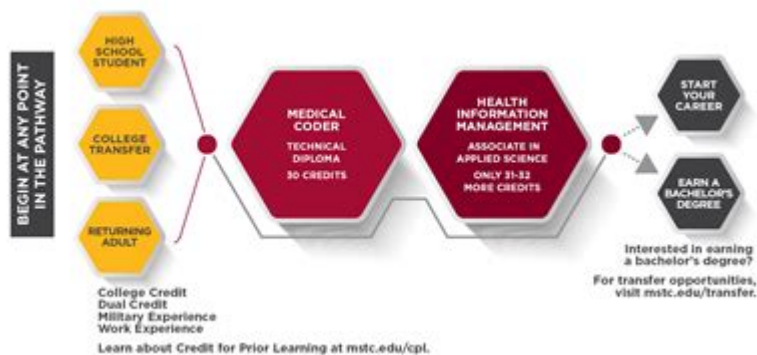 BEGIN AT ANY POINT
IN THE PATHWAY
HIGH
SCHOOL
STUDENT
COLLEGE
TRANSFER
RETURNING
ADULT
College Credit
Dual Credit
Military Experience
Work Experience
Learn about Credit for Prior Learning at mstc.edu/cpl.
MEDICAL
CODER
TECHNICAL
DIPLOMA
30 CREDITS
HEALTH
INFORMATION
MANAGEMENT
ASSOCIATE IN
APPLIED SCIENCE
ONLY 31-32
MORE CREDITS
START
YOUR
CAREER
EARN A
BACHELOR'S
DEGREE
Interested in earning
a bachelor's degree?
For transfer opportunities,
visit mstc.edu/transfer.